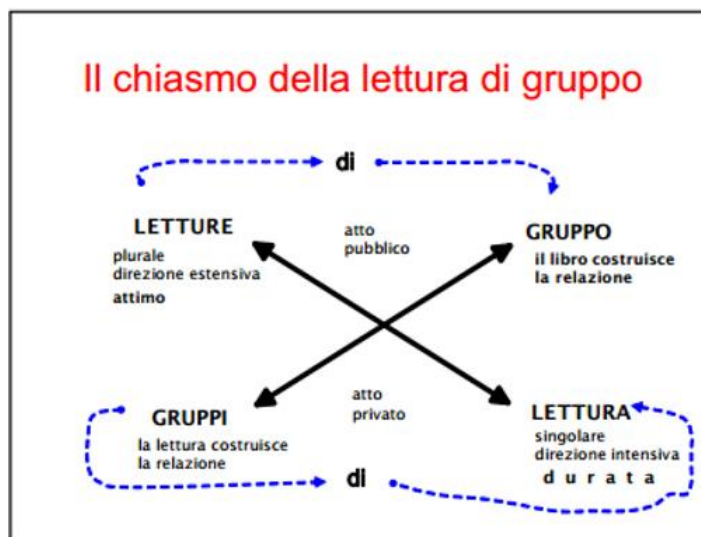 Il chiasmo della lettura di gruppo
di
LETTURE
plurale
direzione estensiva
attimo
atto
pubblico
GRUPPO
il libro costruisce
la relazione
GRUPPI
la lettura costruisce
la relazione
atto
privato
LETTURA
singolare
direzione intensiva
d u r a t a
di